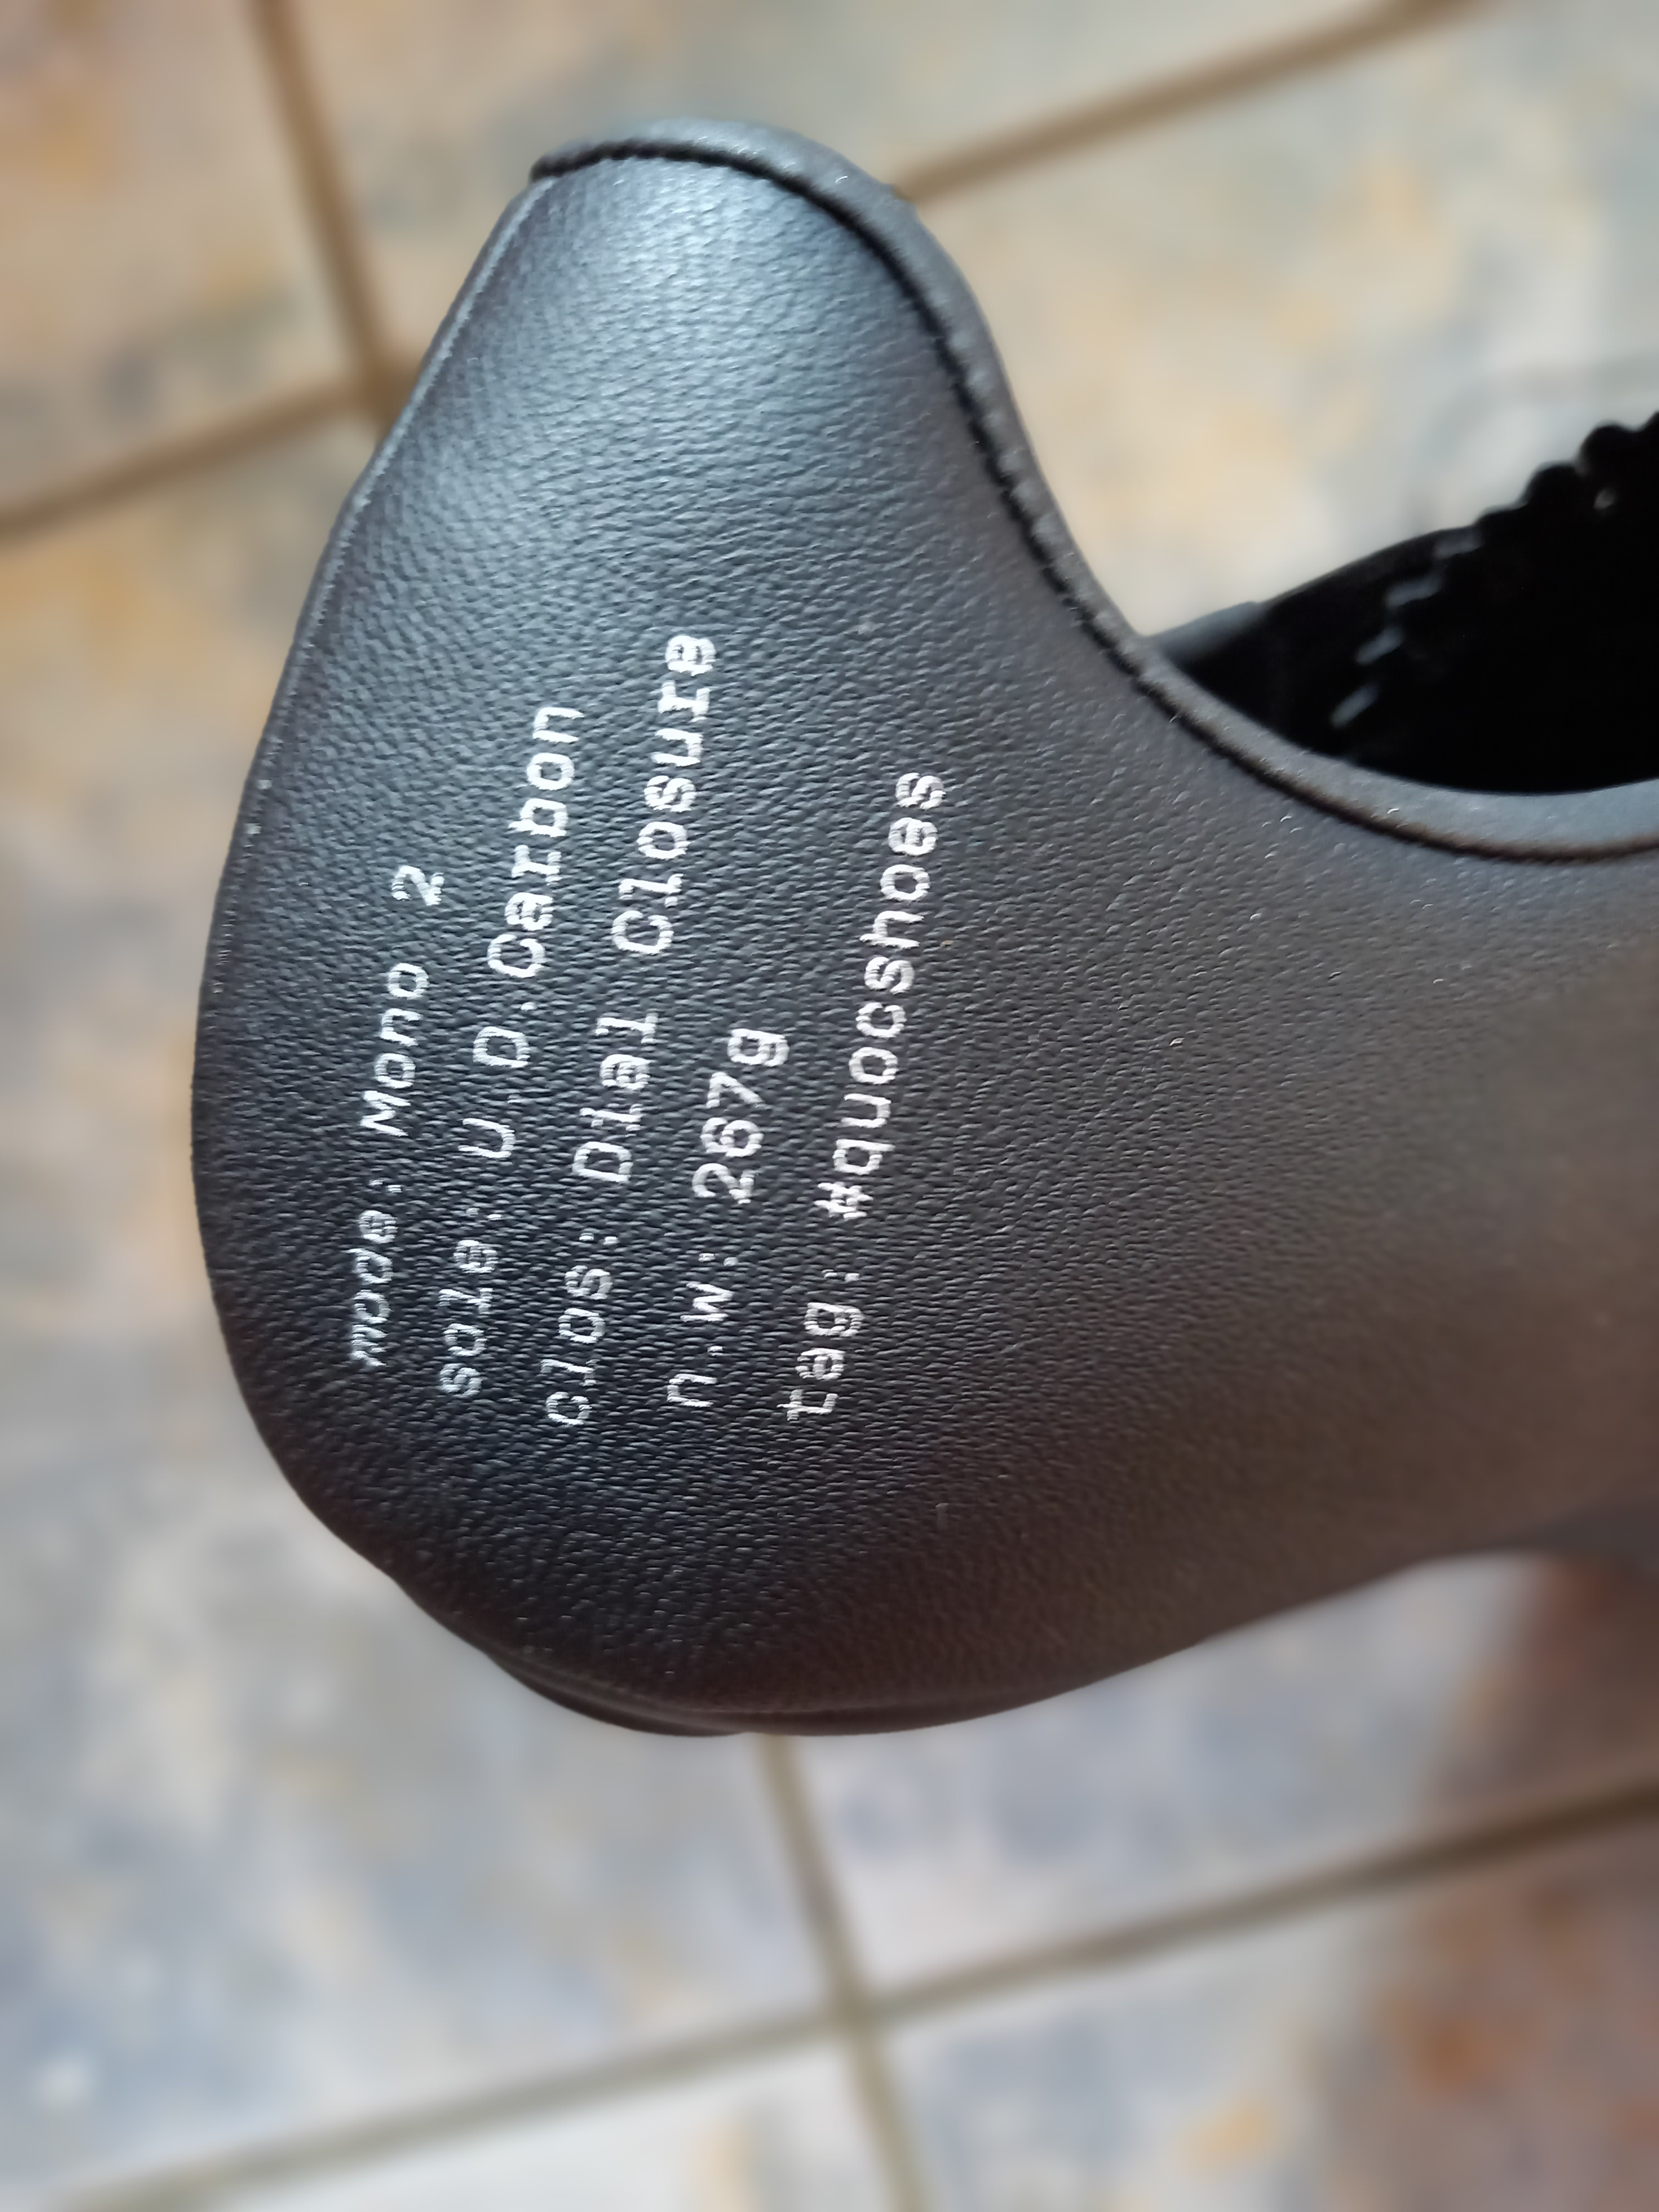 mode: Mono 2
sole: U.D.Carbon
clos: Dial Closure
n.w: 267g
tag: #quocshoes